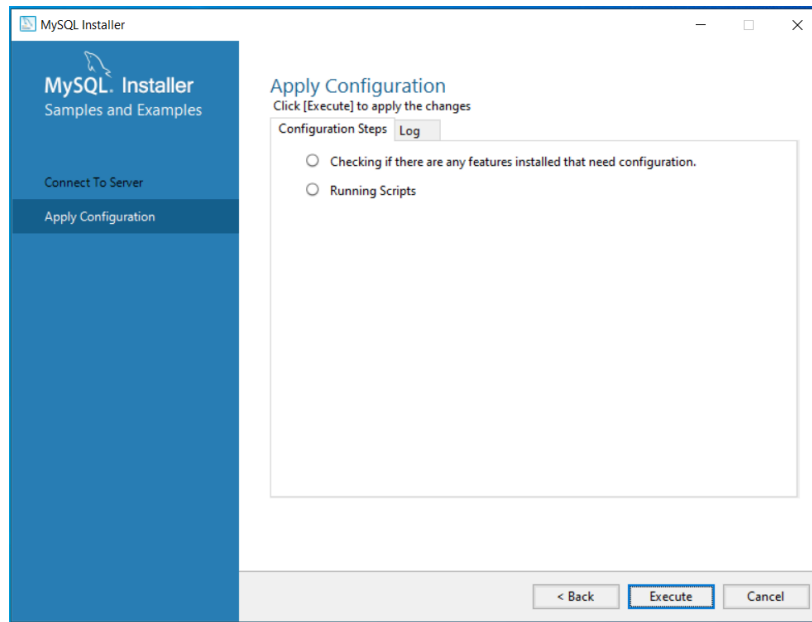 MySQL Installer
MySQL. Installer
Samples and Examples
Connect To Server
Apply Configuration
Apply Configuration
Click [Execute] to apply the changes
Configuration Steps
Log
Checking if there are any features installed that need configuration.
Running Scripts
< Back
Execute
Cancel